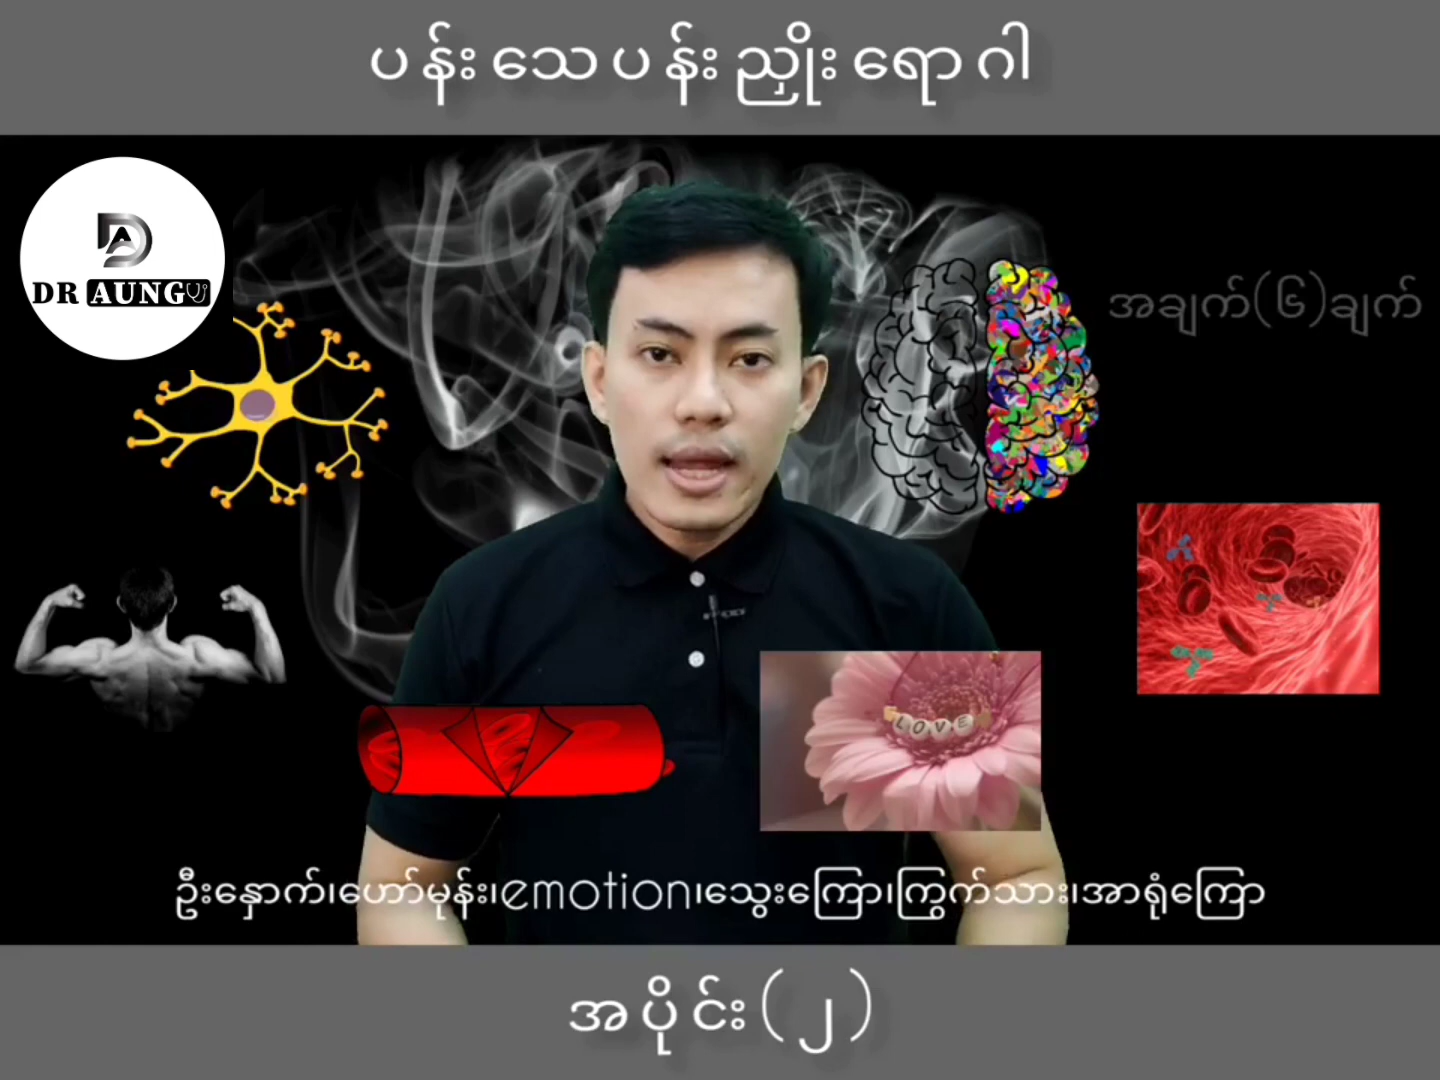 ပန်းသေပန်းညှိုးရောဂါ
DA
DR AUNG
အချက်(၆)ချက်
LOVE
ဦးနှောက်၊ဟော်မုန်း၊emotion၊သွေးကြော၊ကြွက်သား၊အာရုံကြော
အပိုင်း(၂)